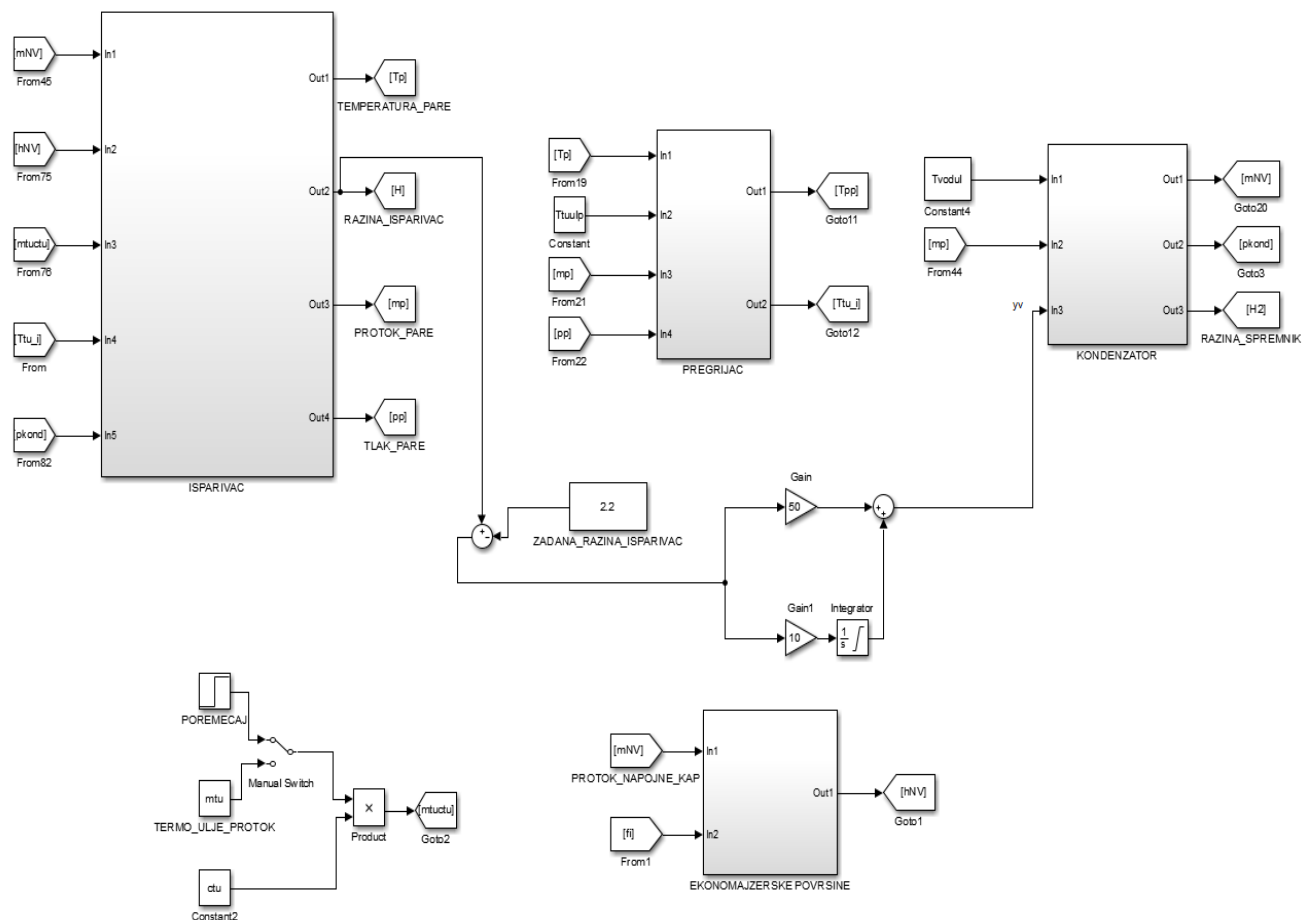 [mNV]
From45
[hNV]
From75
[mtuctu]
From76
[Ttu_i]
From
[pkond]
From82
In1
In2
In3
In4
In5
Out1
Out2
Out3
Out4
ISPARIVAC
[Tp]
TEMPERATURA_PARE
[H]
RAZINA_ISPARIVAC
[mp]
PROTOK_PARE
[pp]
TLAK_PARE
[Tp]
From19
Ttuulp
Constant
[mp]
From21
[pp]
From22
In1
In2
In3
In4
Out1
Out2
PREGRIJAC
[Tpp]
Goto11
[Ttu_i]
Goto12
Tvodul
Constant4
[mp]
From44
yv
In1
In2
In3
Out1
Out2
Out3
KONDENZATOR
[mNV]
Goto20
[pkond]
Goto3
[H2]
RAZINA_SPREMNIK
+
−
2.2
ZADANA_RAZINA_ISPARIVAC
Gain
50
+
+
Gain1
10
Integrator
1
s
POREMECAJ
Manual Switch
mtu
TERMO_ULJE_PROTOK
×
Product
[mtuctu]
Goto2
ctu
Constant2
[mNV]
PROTOK_NAPOJNE_KAP
[fi]
From1
In1
In2
Out1
EKONOMAJZERSKE POVRSINE
[hNV]
Goto1